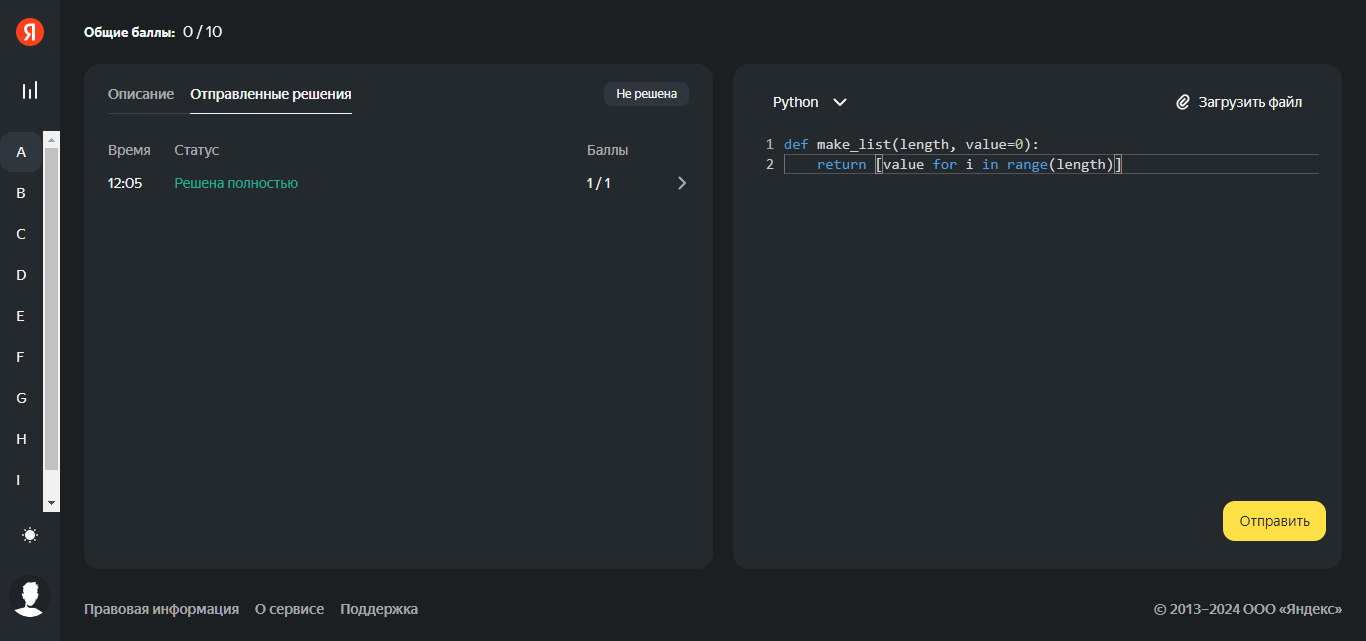 Я
Общие баллы: 0 / 10
Описание Отправленные решения Не решена
Время Статус Баллы
12:05 Решена полностью 1 / 1
A
B
C
D
E
F
G
H
I
Python Загрузить файл
1 def make_list(length, value=0):
2 return [value for i in range(length)]
Отправить
Правовая информация О сервисе Поддержка © 2013–2024 ООО «Яндекс»